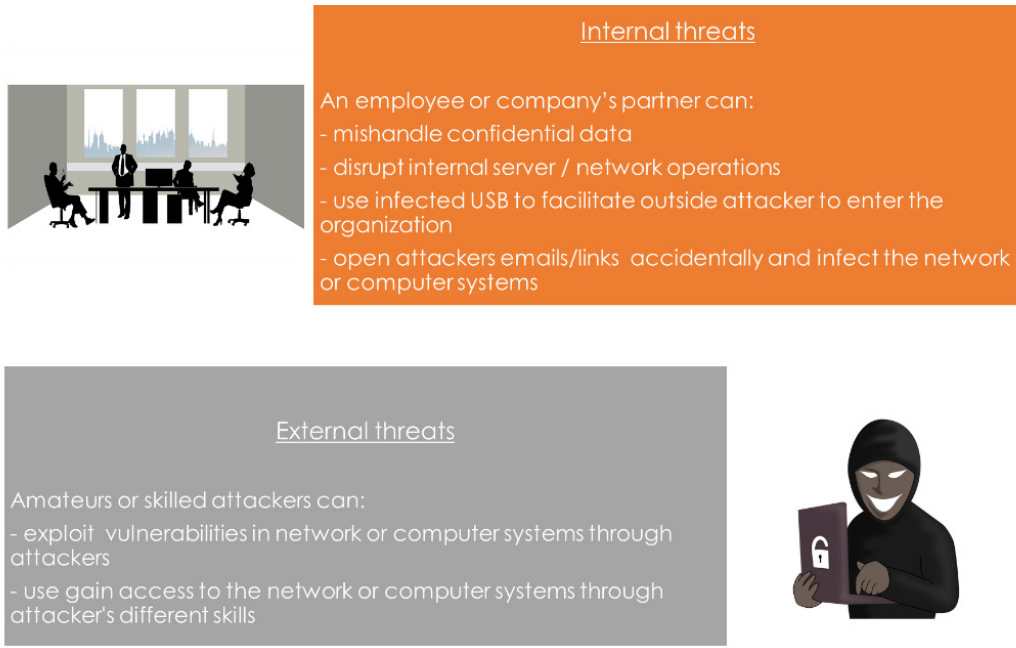 Internal threats
An employee or company's partner can:
- mishandle confidential data
- disrupt internal server / network operations
- use infected USB to facilitate outside attacker to enter the
organization
- open attackers emails/links accidentally and infect the network
or computer systems
External threats
Amateurs or skilled attackers can:
- exploit vulnerabilities in network or computer systems through
attackers
- use gain access to the network or computer systems through
attacker's different skills